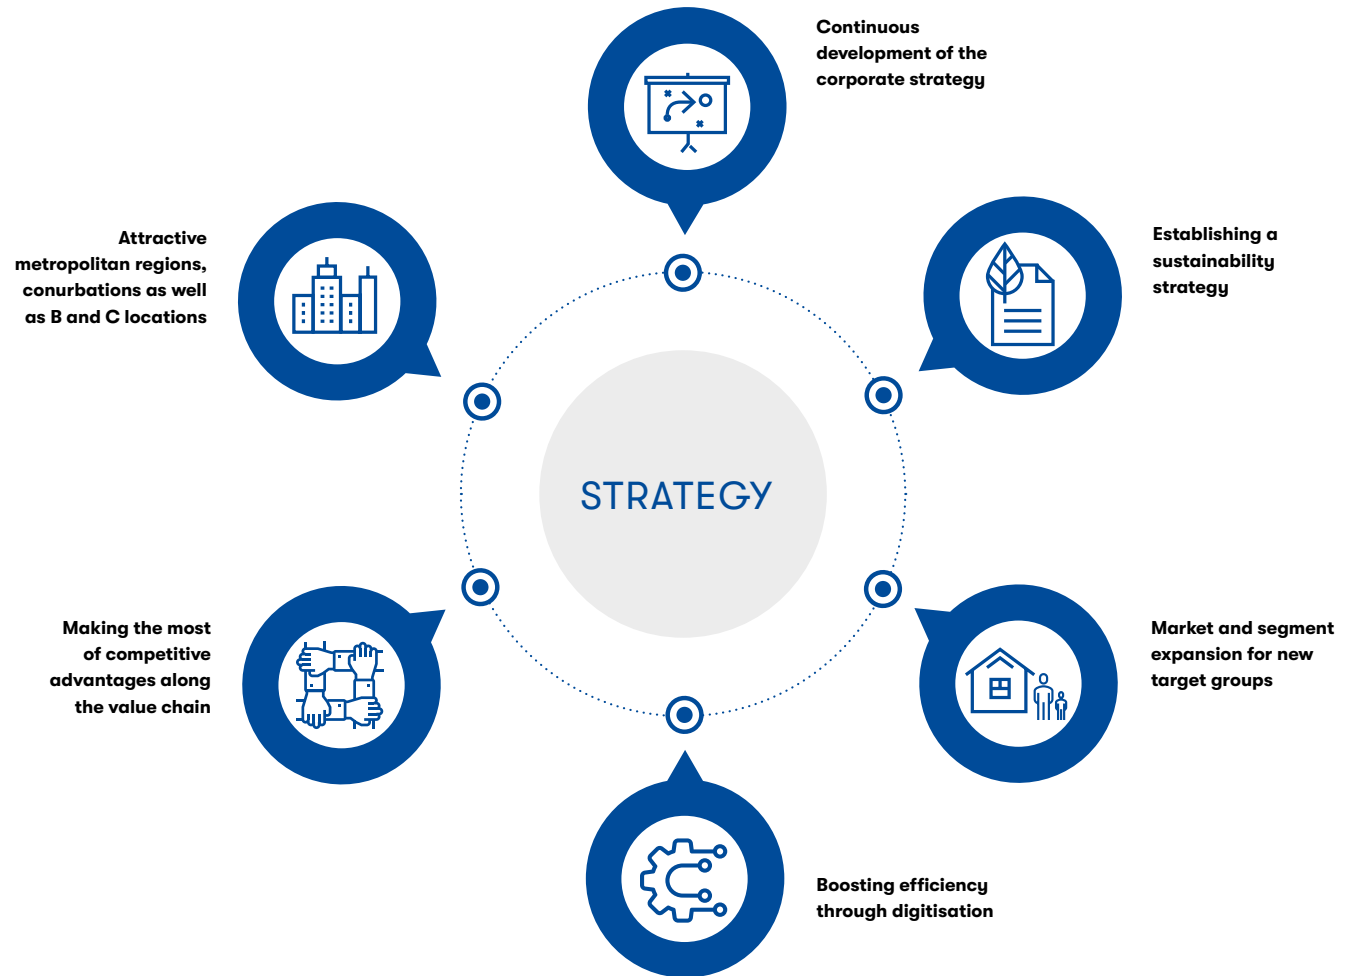 Continuous
development of the
corporate strategy
Establishing a
sustainability
strategy
Attractive
metropolitan regions,
conurbations as well
as B and C locations
STRATEGY
Making the most
of competitive
advantages along
the value chain
Market and segment
expansion for new
target groups
Boosting efficiency
through digitisation